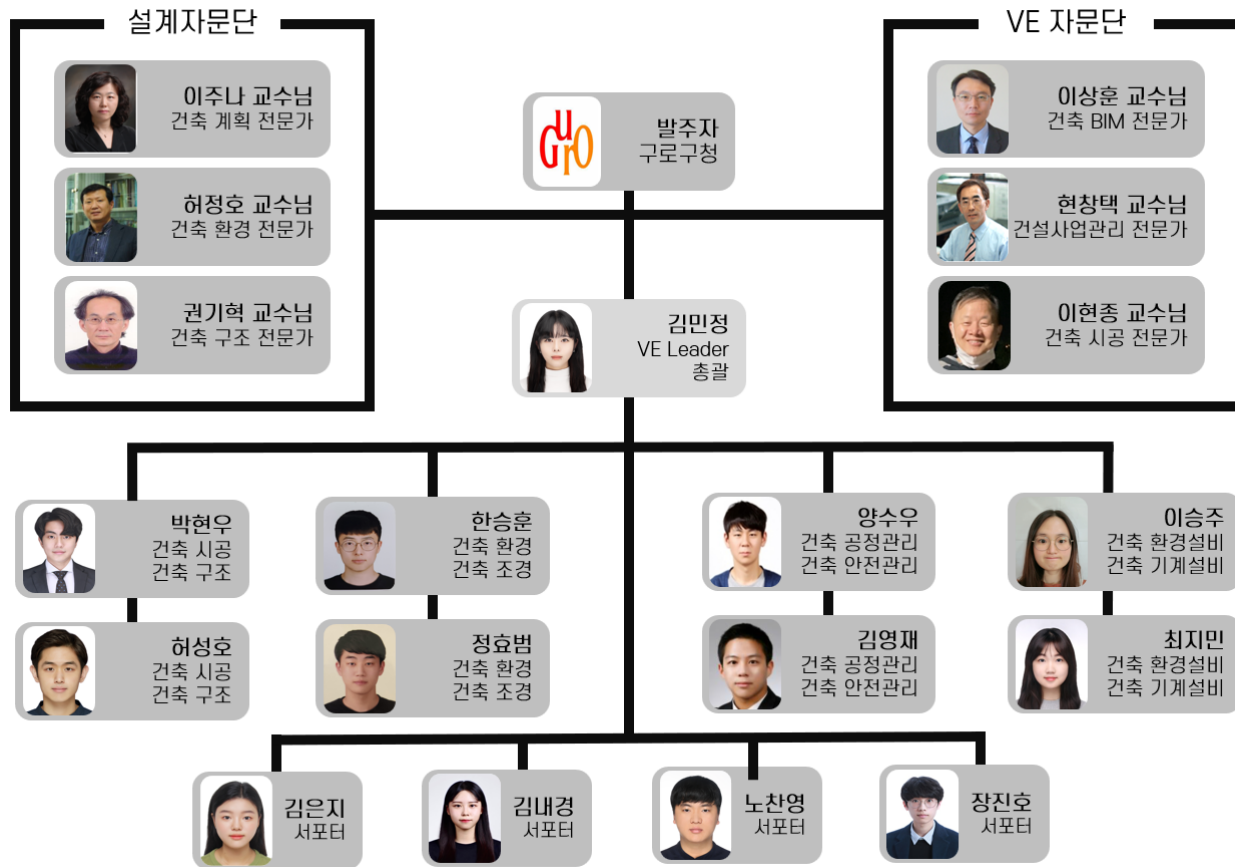 설계자문단
이주나 교수님
건축 계획 전문가
허정호 교수님
건축 환경 전문가
권기혁 교수님
건축 구조 전문가
GurO
발주자
구로구청
VE 자문단
이상훈 교수님
건축 BIM 전문가
현창택 교수님
건설사업관리 전문가
이현종 교수님
건축 시공 전문가
김민정
VE Leader
총괄
박현우
건축 시공
건축 구조
한승훈
건축 환경
건축 조경
양수우
건축 공정관리
건축 안전관리
이승주
건축 환경설비
건축 기계설비
허성호
건축 시공
건축 구조
정효범
건축 환경
건축 조경
김영재
건축 공정관리
건축 안전관리
최지민
건축 환경설비
건축 기계설비
김은지
서포터
김내경
서포터
노찬영
서포터
장진호
서포터